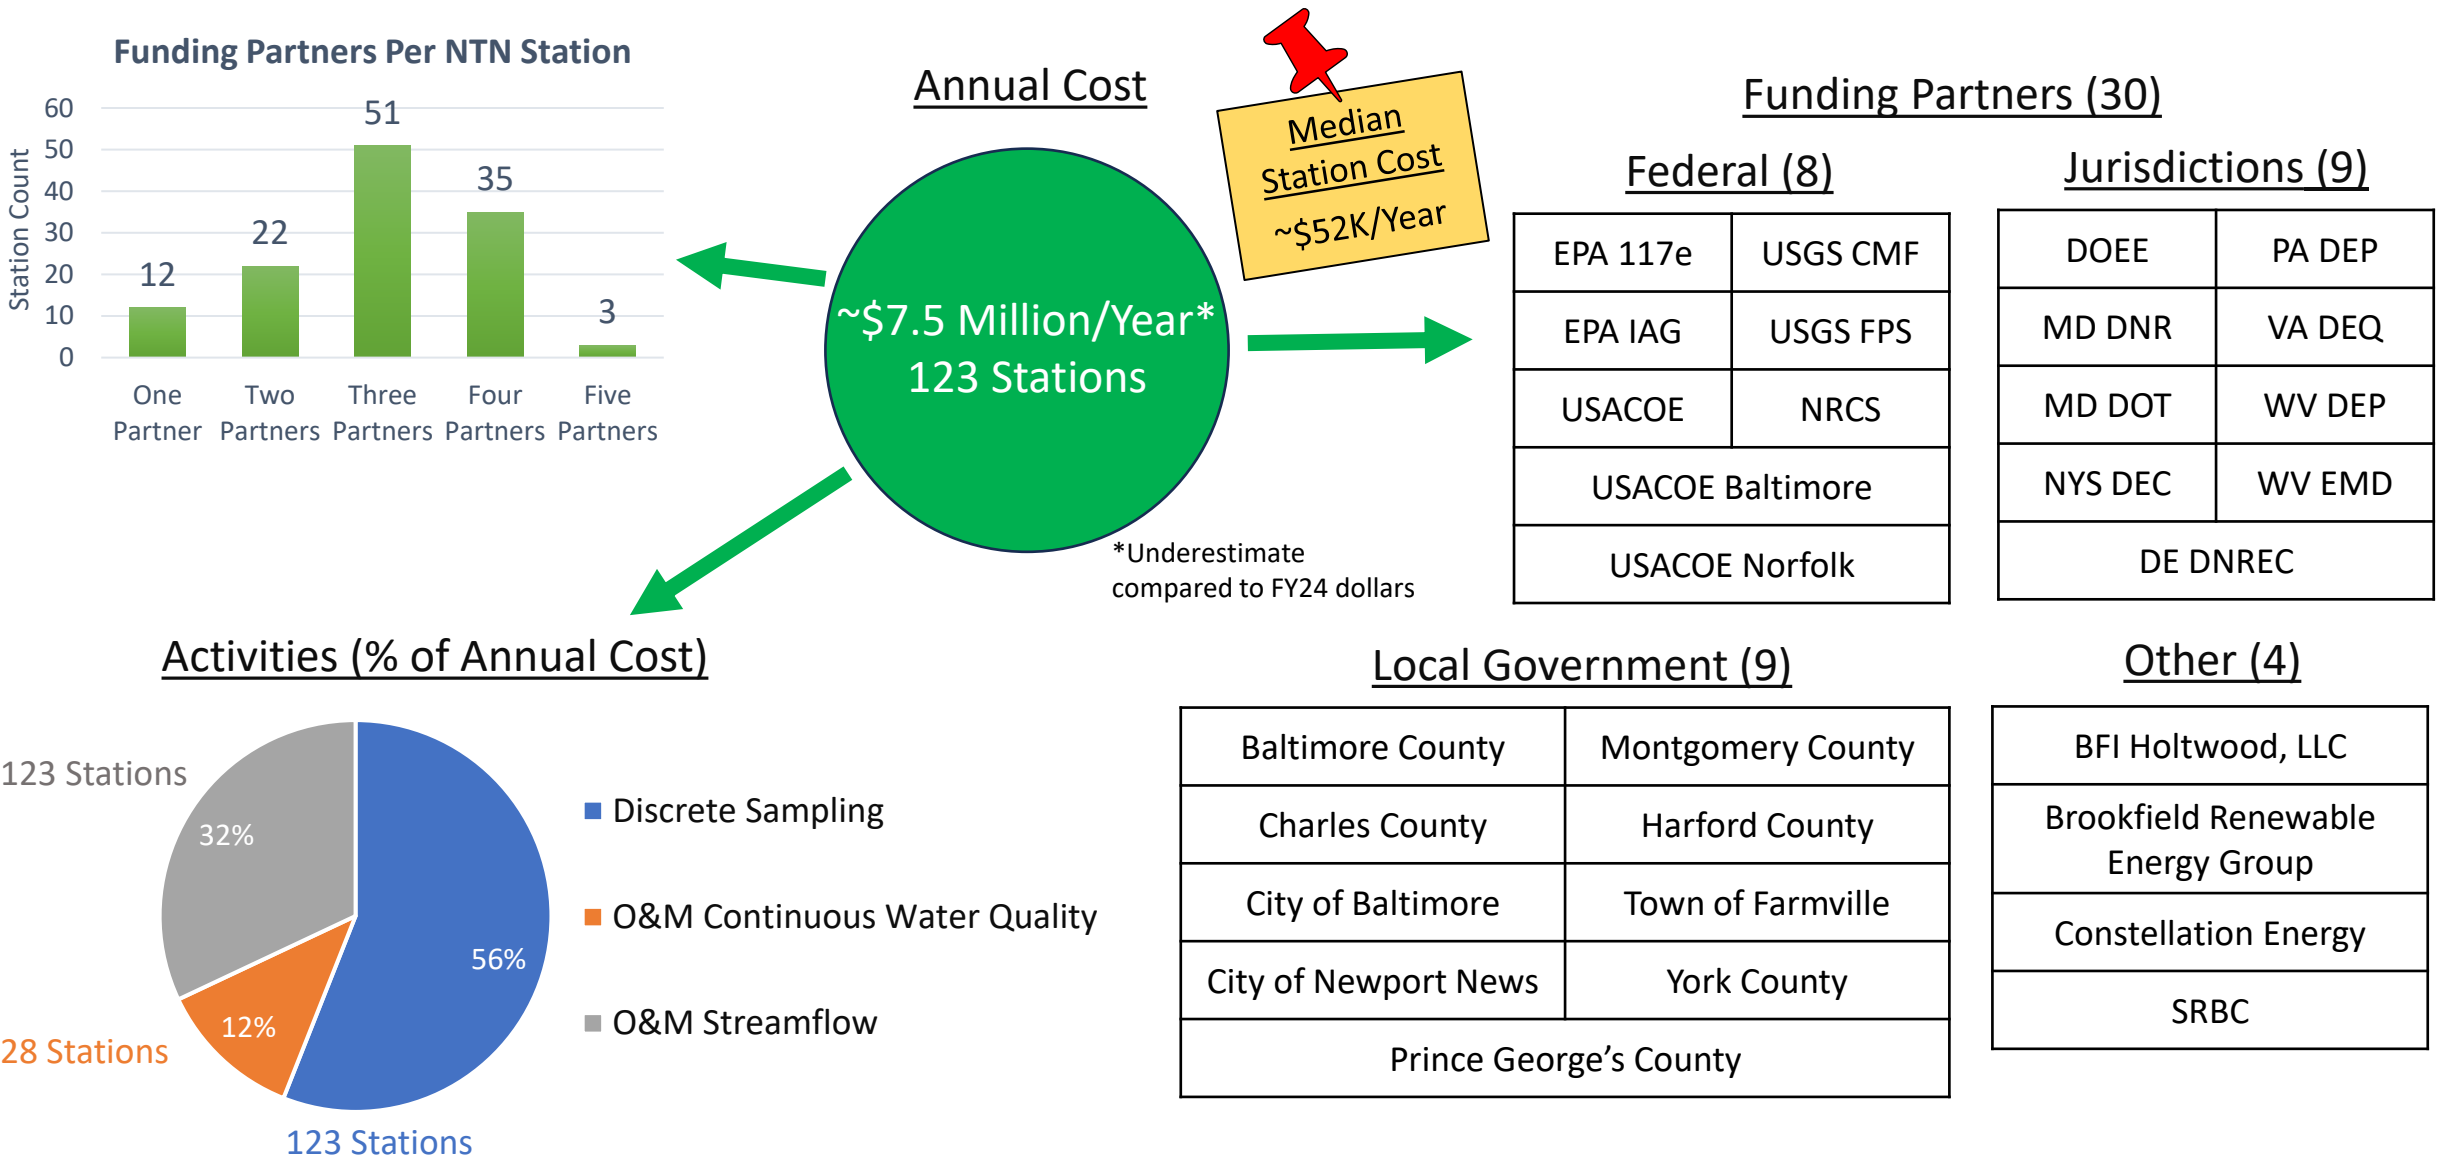 Funding Partners Per NTN Station
60
50
40
30
20
10
0
Station Count
12
22
51
35
3
One
Partner
Two
Partners
Three
Partners
Four
Partners
Five
Partners
Annual Cost
~$7.5 Million/Year*
123 Stations
*Underestimate
compared to FY24 dollars
Median
Station Cost
~$52K/Year
Funding Partners (30)
Federal (8)
EPA 117e
USGS CMF
EPA IAG
USGS FPS
USACOE
NRCS
USACOE Baltimore
USACOE Norfolk
Jurisdictions (9)
DOEE
PA DEP
MD DNR
VA DEQ
MD DOT
WV DEP
NYS DEC
WV EMD
DE DNREC
Activities (% of Annual Cost)
123 Stations
32%
56%
12%
28 Stations
123 Stations
Discrete Sampling
O&M Continuous Water Quality
O&M Streamflow
Local Government (9)
Baltimore County
Montgomery County
Charles County
Harford County
City of Baltimore
Town of Farmville
City of Newport News
York County
Prince George’s County
Other (4)
BFI Holtwood, LLC
Brookfield Renewable
Energy Group
Constellation Energy
SRBC